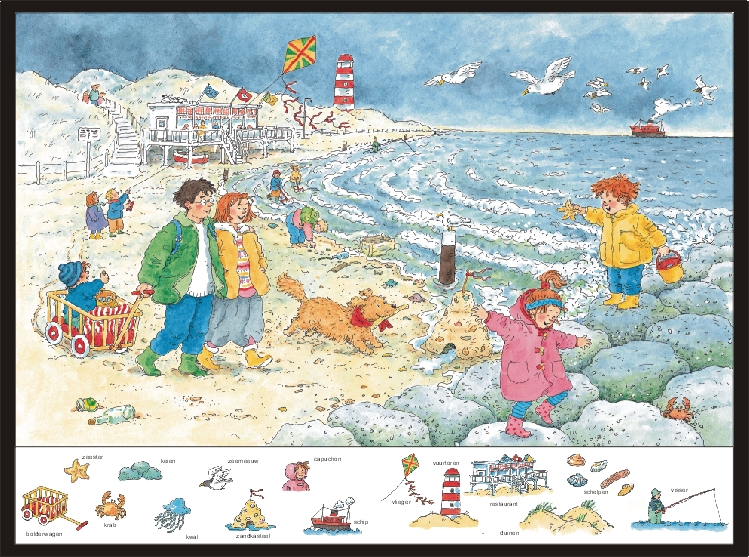 zeester
keien
zeemeeuw
capuchon
vuurtoren
schelpen
visser
vlieger
restaurant
bolderwagen
krab
kwal
zandkasteel
schip
duinen